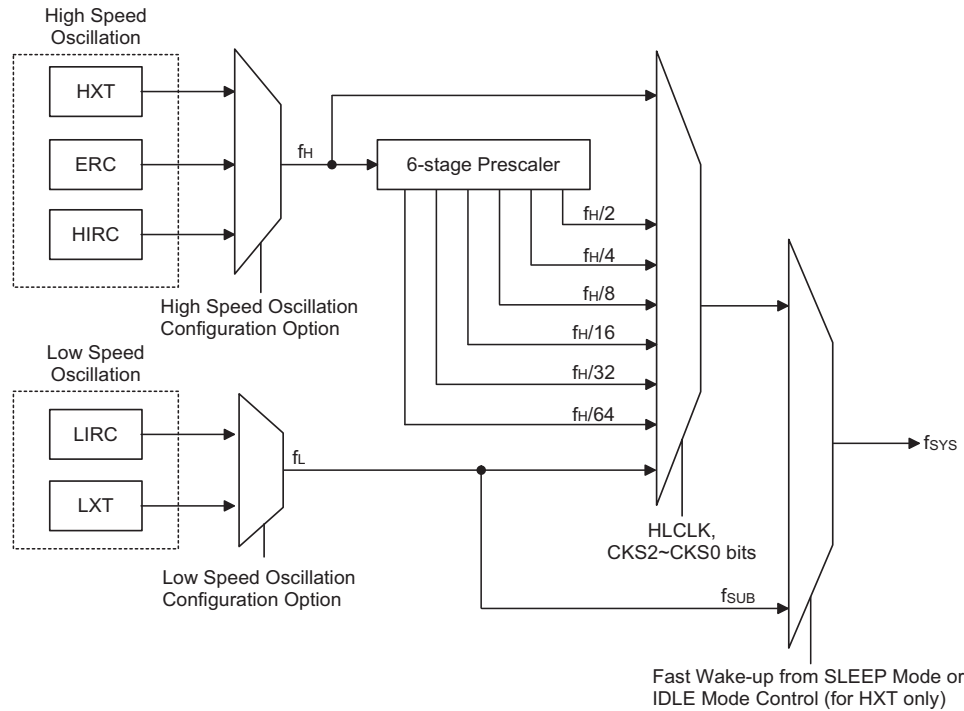 High Speed
Oscillation
HXT
ERC
HIRC
fH
6-stage Prescaler
fH/2
fH/4
fH/8
fH/16
fH/32
fH/64
High Speed Oscillation
Configuration Option
Low Speed
Oscillation
LIRC
LXT
fL
Low Speed Oscillation
Configuration Option
HLCLK,
CKS2~CKS0 bits
fSUB
fSYS
Fast Wake-up from SLEEP Mode or
IDLE Mode Control (for HXT only)